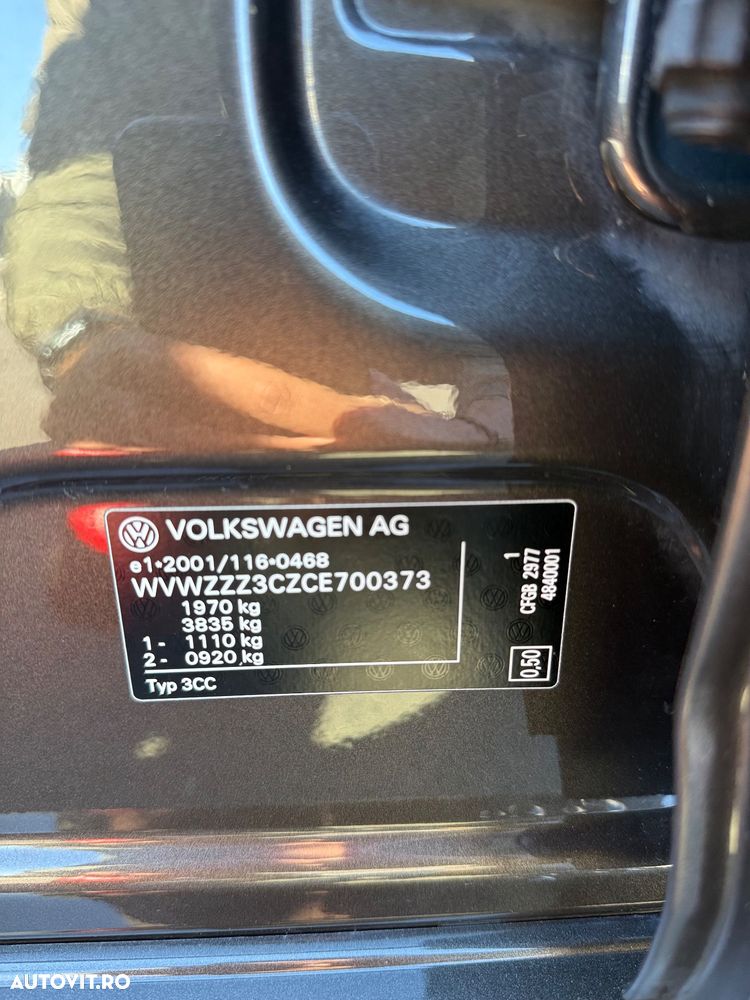 VOLKSWAGEN AG
e1*2001/116*0468
WVWZZZ3CZCE700373
1970 kg
3835 kg
1- 1110 kg
2- 0920 kg
Typ 3CC
1
CFGB 2977
4840001
0,50
AUTOVIT.RO